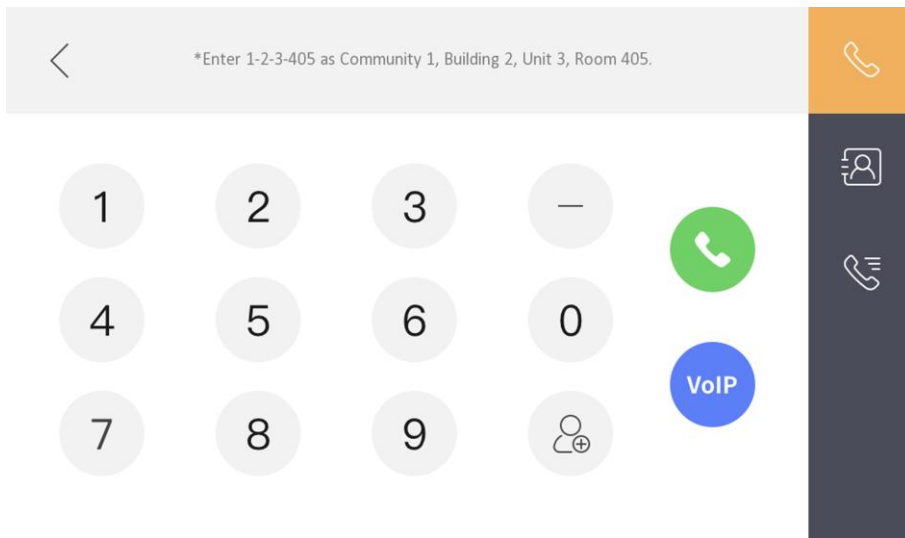 *Enter 1-2-3-405 as Community 1, Building 2, Unit 3, Room 405.
1 2 3 —
4 5 6 0
VoIP
7 8 9